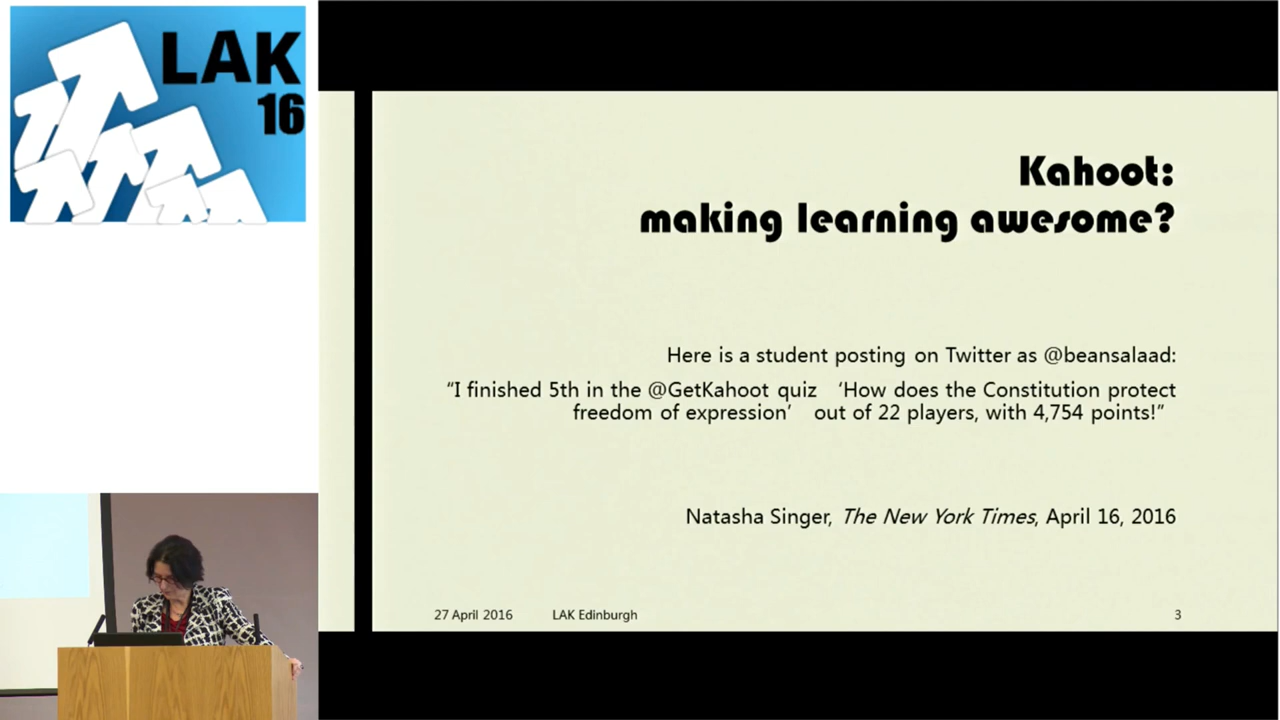 LAK
16
Kahoot:
making learning awesome?
Here is a student posting on Twitter as @beansalaad:
“I finished 5th in the @GetKahoot quiz ‘How does the Constitution protect
freedom of expression’ out of 22 players, with 4,754 points!”
Natasha Singer, The New York Times, April 16, 2016
27 April 2016 LAK Edinburgh 3